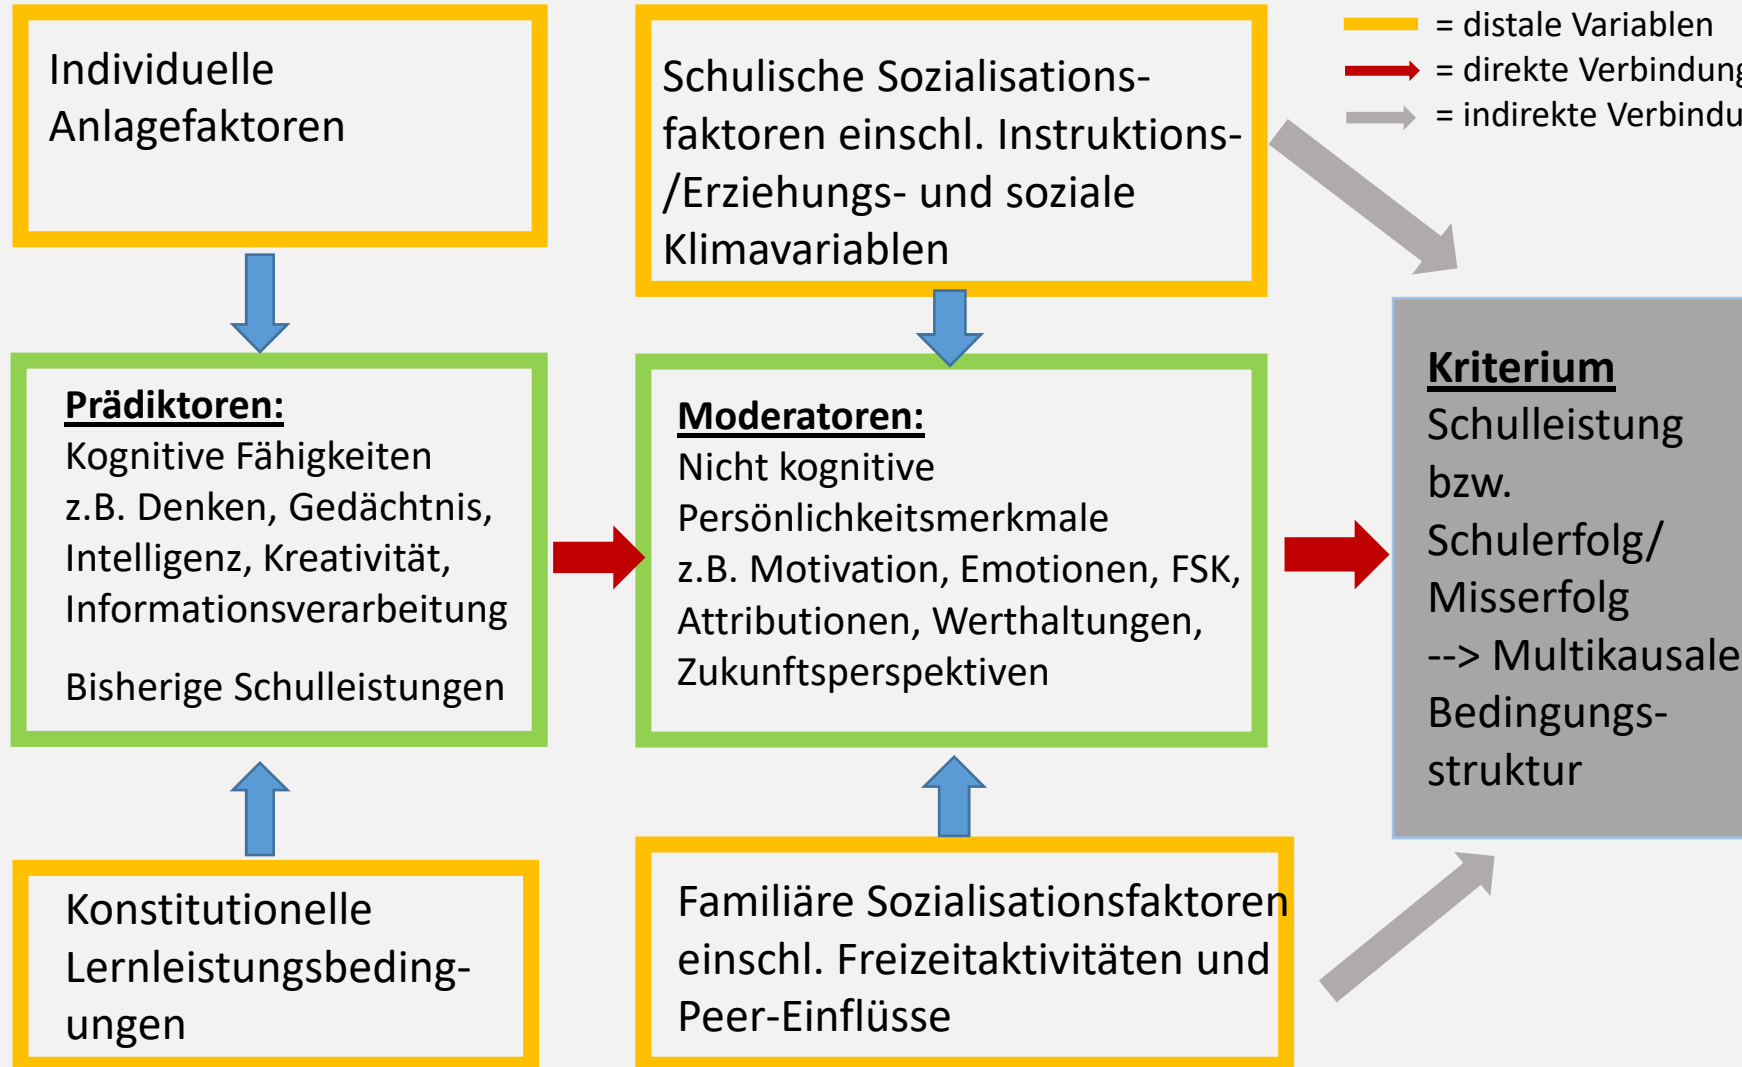 Individuelle
Anlagefaktoren
Schulische Sozialisations-
faktoren einschl. Instruktions-
/Erziehungs- und soziale
Klimavariablen
= distale Variablen
= direkte Verbindung
= indirekte
Prädiktoren:
Kognitive Fähigkeiten
z.B. Denken, Gedächtnis,
Intelligenz, Kreativität,
Informationsverarbeitung
Bisherige Schulleistungen
Moderatoren:
Nicht kognitive
Persönlichkeitsmerkmale
z.B. Motivation, Emotionen, FSK,
Attributionen, Werthaltungen,
Zukunftsperspektiven
Kriterium
Schulleistung
bzw.
Schulerfolg/
Misserfolg
--> Multikausale
Bedingungs-
struktur
Konstitutionelle
Lernleistungsbeding-
ungen
Familiäre Sozialisationsfaktoren
einschl. Freizeitaktivitäten und
Peer-Einflüsse